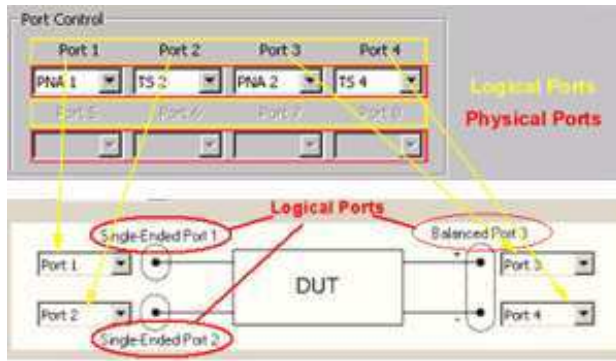 Port Control
Port 1 Port 2 Port 3 Port 4
PNA 1 TS 2 PNA 2 TS 4
Logical Ports
Port 5 Port 6 Port 7 Port 8
Physical Ports
Logical Ports
Single-Ended Port 1 Balanced Port 3
Port 1 + Port 3
DUT
Port 2 - Port 4
Single-Ended Port 2